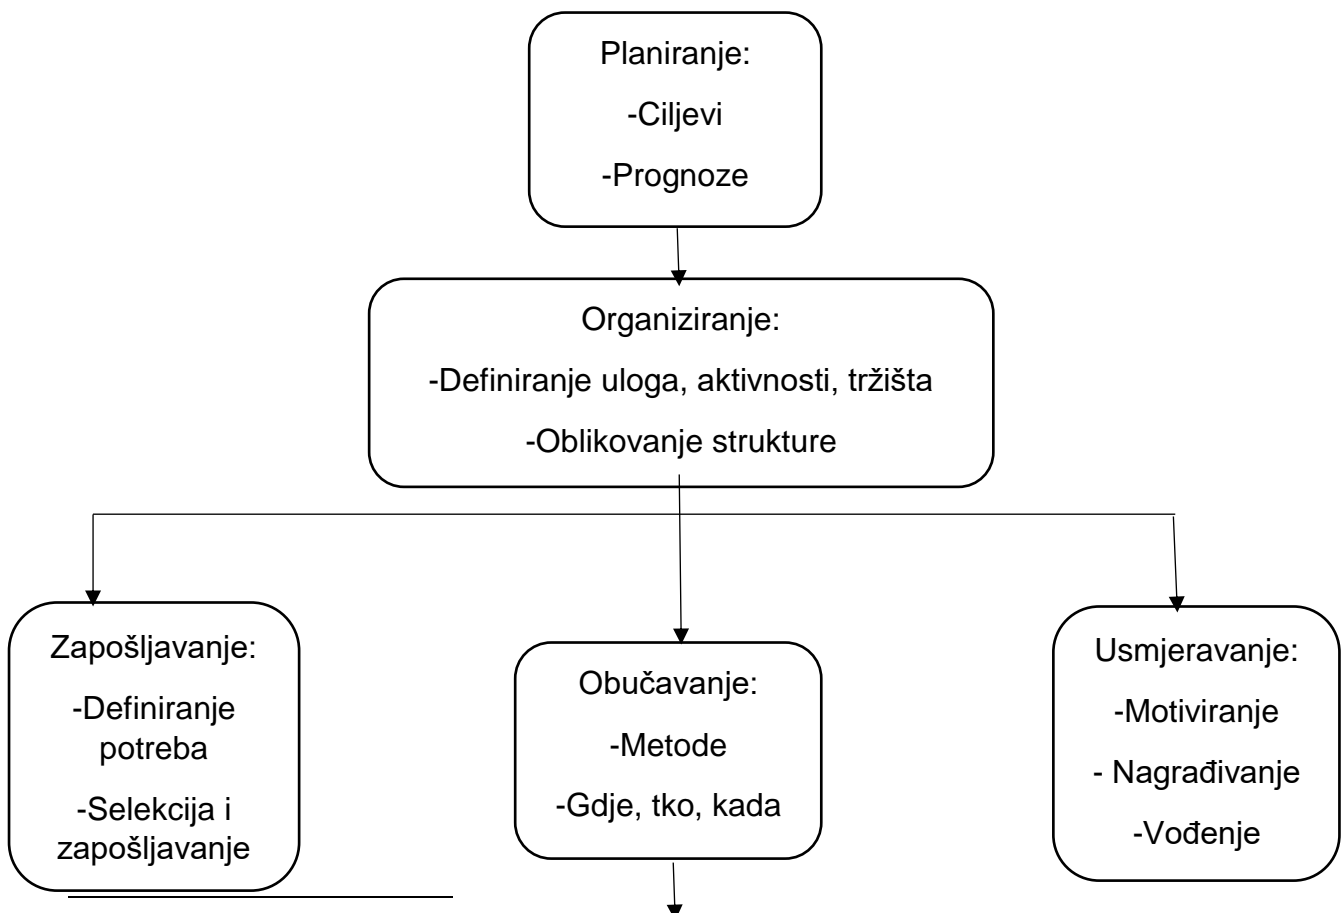 Planiranje:
-Ciljevi
-Prognoze
Organiziranje:
-Definiranje uloga, aktivnosti, tržišta
-Oblikovanje strukture
Zapošljavanje:
-Definiranje
potreba
-Selekcija i
zapošljavanje
Obučavanje:
-Metode
-Gdje, tko, kada
Usmjeravanje:
-Motiviranje
- Nagrađivanje
-Vođenje